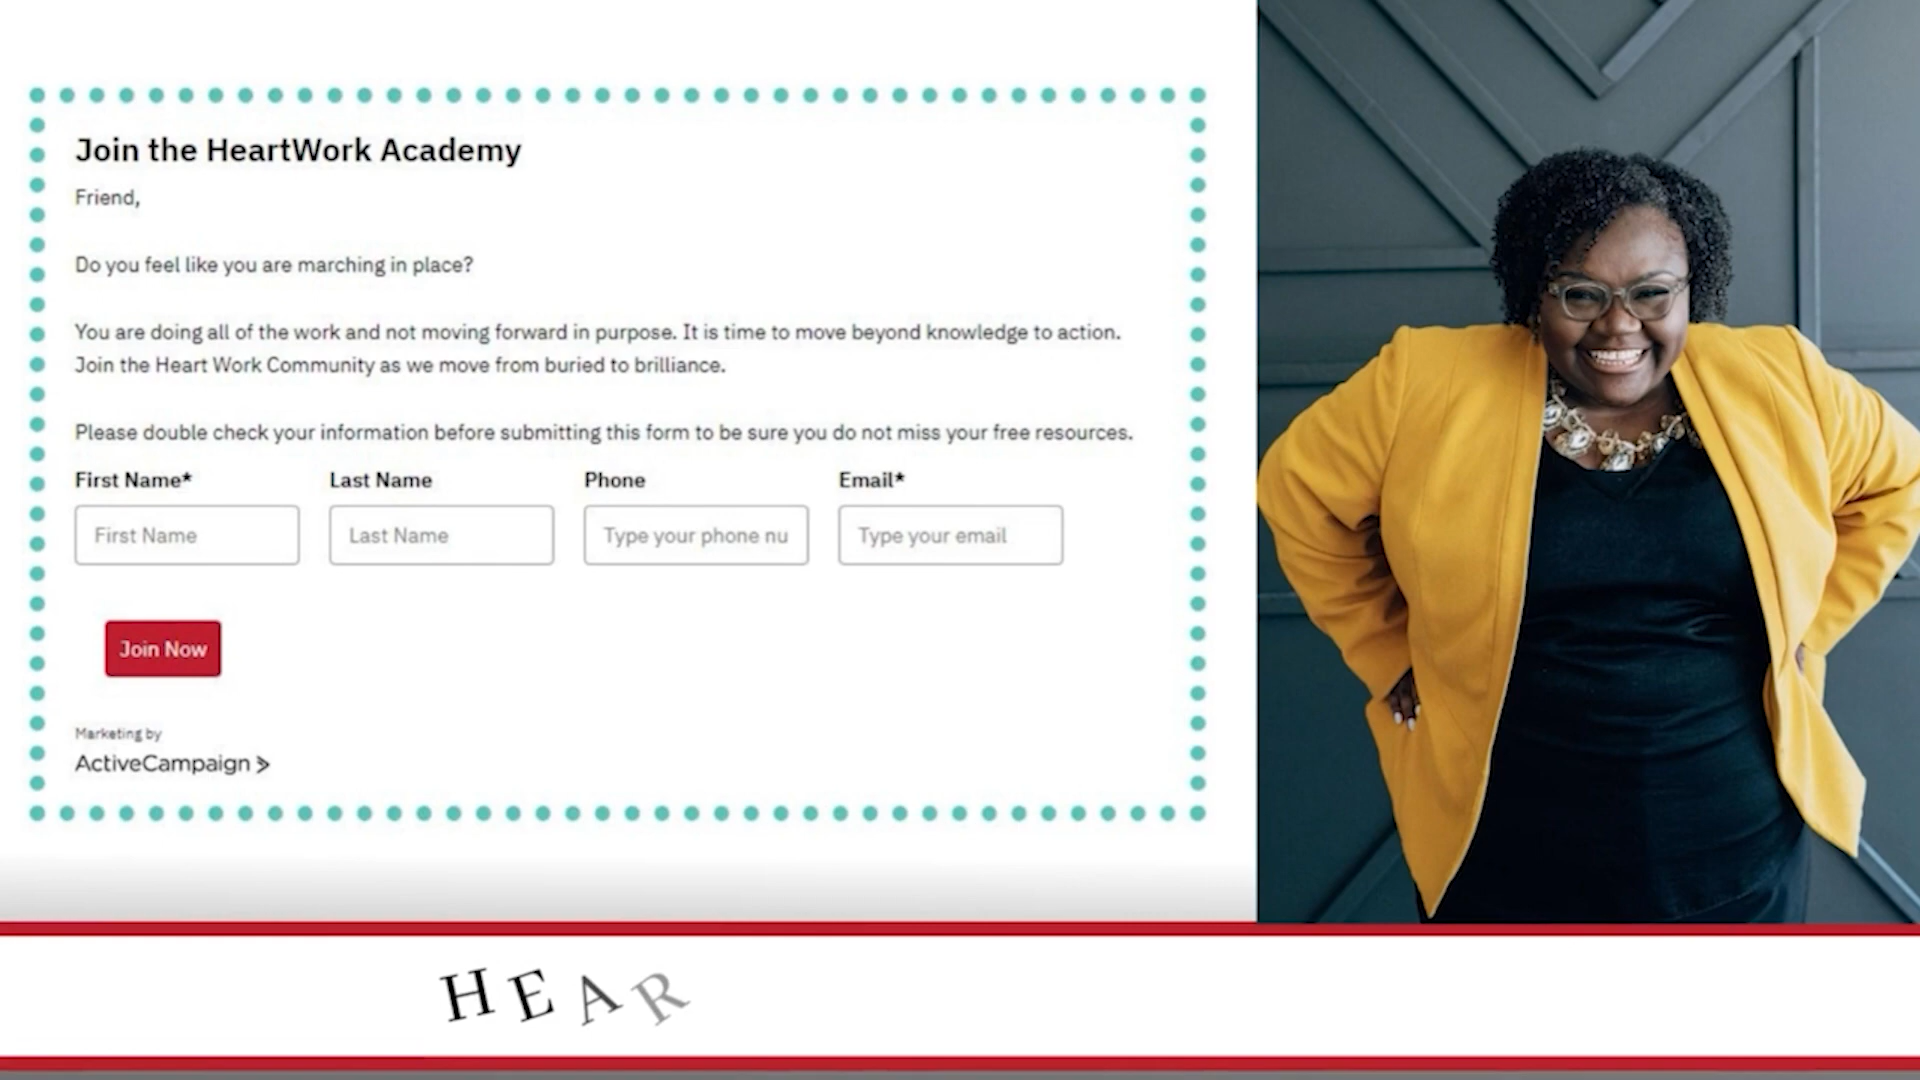 Join the HeartWork Academy
Friend,
Do you feel like you are marching in place?
You are doing all of the work and not moving forward in purpose. It is time to move beyond knowledge to action.
Join the Heart Work Community as we move from buried to brilliance.
Please double check your information before submitting this form to be sure you do not miss your free resources.
First Name* Last Name Phone Email*
First Name Last Name Type your phone nu Type your email
Join Now
Marketing by
ActiveCampaign >
HEAR